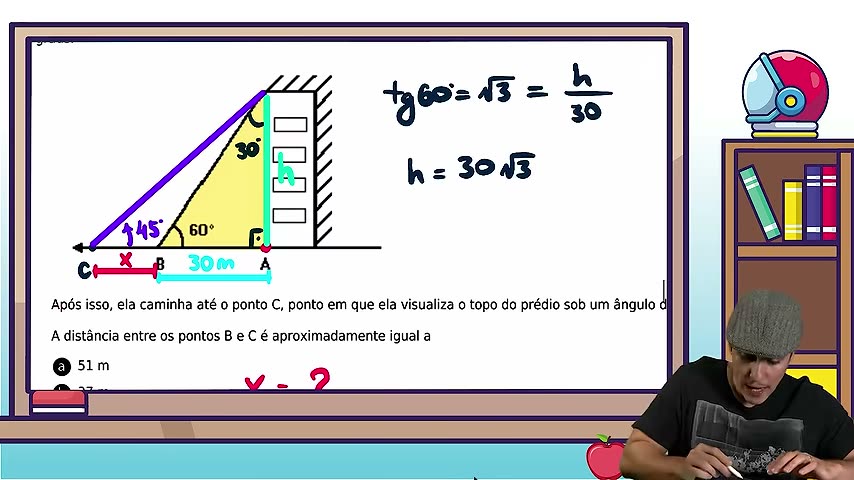 tg60° = √3 = h/30
30°
h
h = 30√3
45°
60°
C x B 30m A
Após isso, ela caminha até o ponto C, ponto em que ela visualiza o topo do prédio sob um ângulo d
A distância entre os pontos B e C é aproximadamente igual a
a 51 m
x = ?